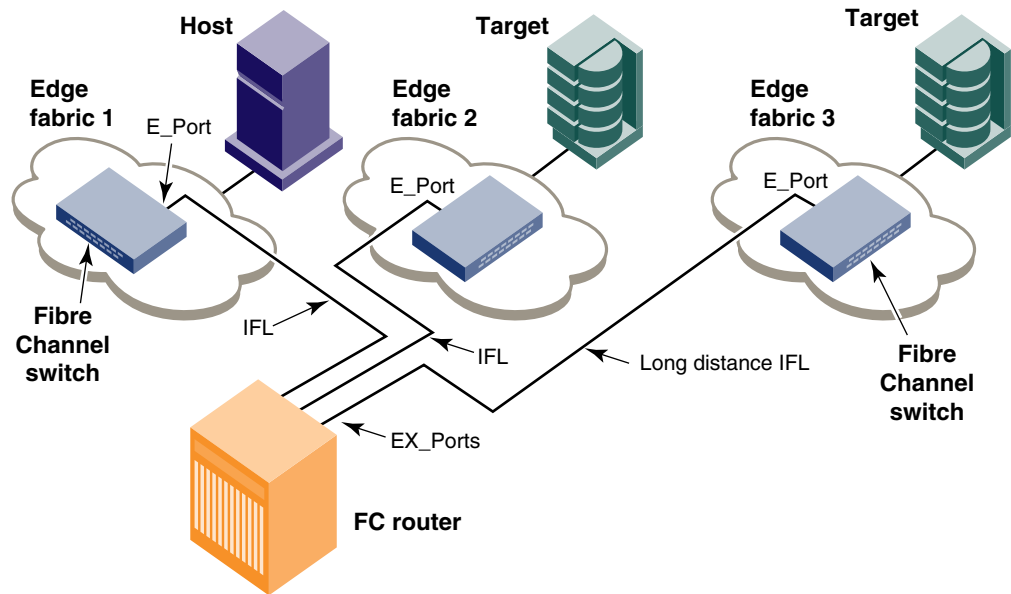 Host
Target
Target
Edge
fabric 1
Edge
fabric 2
Edge
fabric 3
E_Port
E_Port
E_Port
Fibre
Channel
switch
IFL
IFL
Long distance IFL
Fibre
Channel
switch
EX_Ports
FC router